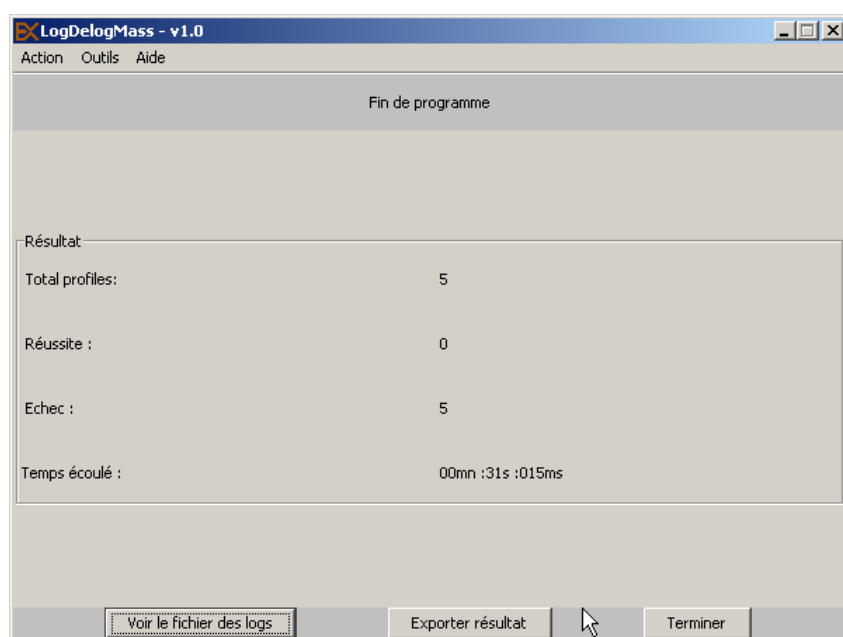 LogDelogMass - v1.0
Action Outils Aide
Fin de programme
Résultat
Total profiles: 5
Réussite : 0
Echec : 5
Temps écoulé : 00mn :31s :015ms
Voir le fichier des logs Exporter résultat Terminer